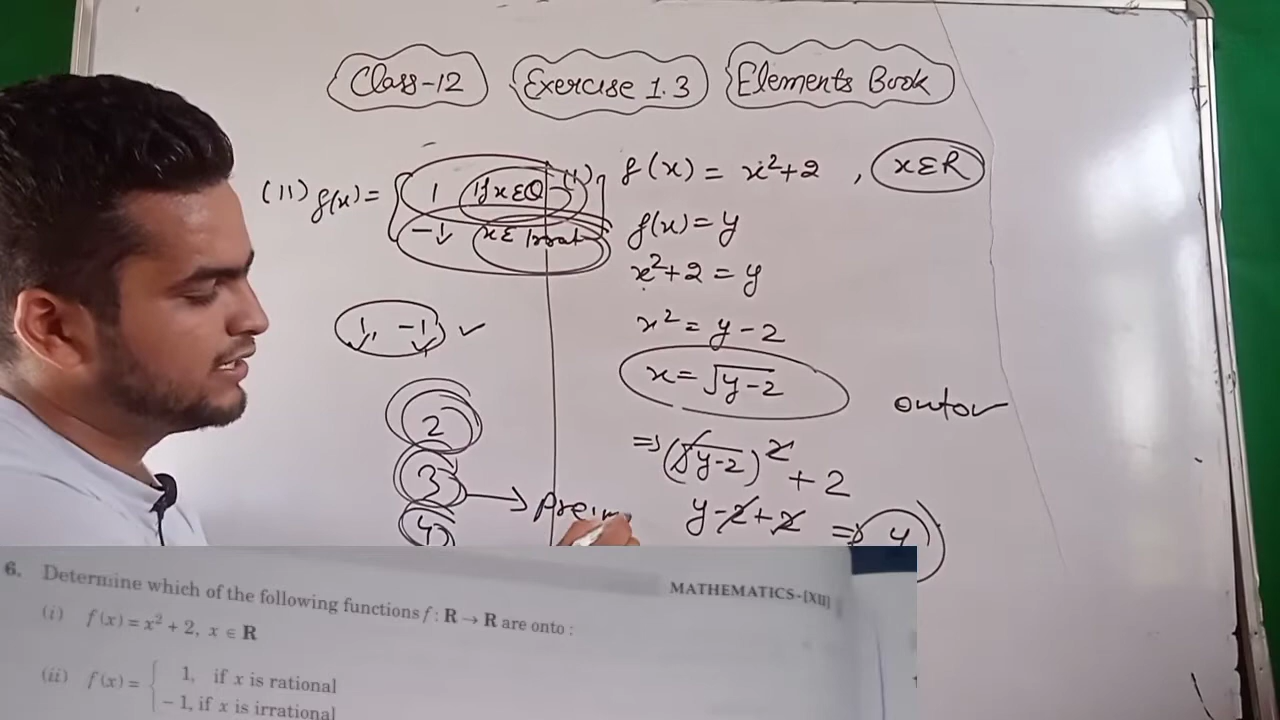 Class-12 Exercise 1.3 Elements Book
(ii) f(x) = { 1 if x ∈ Q
-1 x ∈ Irrat
1, -1 ✓
2
3 → Preim
4
(i) f(x) = x²+2 , x ∈ R
f(x) = y
x²+2 = y
x² = y-2
x = √y-2
⇒ (√y-2)² + 2
y-2+2 ⇒ y
MATHEMATICS-(XII)
6. Determine which of the following functions f : R → R are onto :
(i) f(x) = x² + 2, x ∈ R
(ii) f(x) = { 1, if x is rational
- 1, if x is irrational